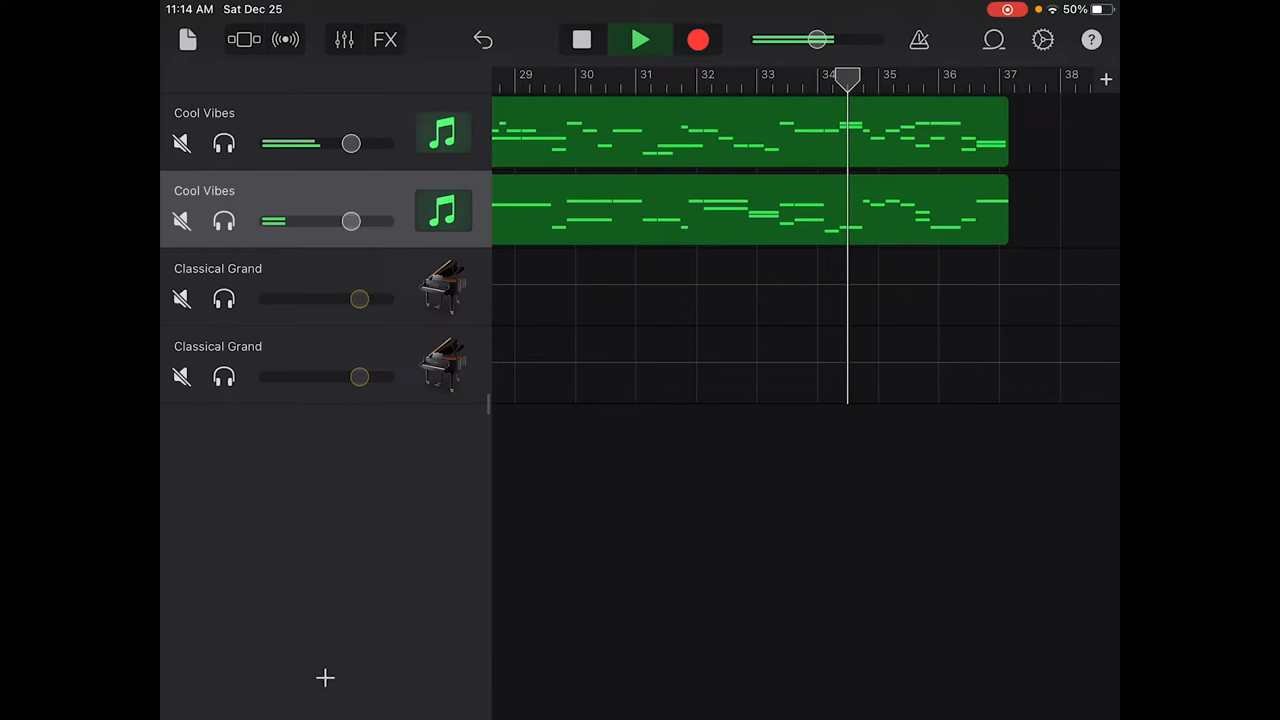 11:14 AM Sat Dec 25 50%
FX ?
29 30 31 32 33 34 35 36 37 38 +
Cool Vibes
Cool Vibes
Classical Grand
Classical Grand
+